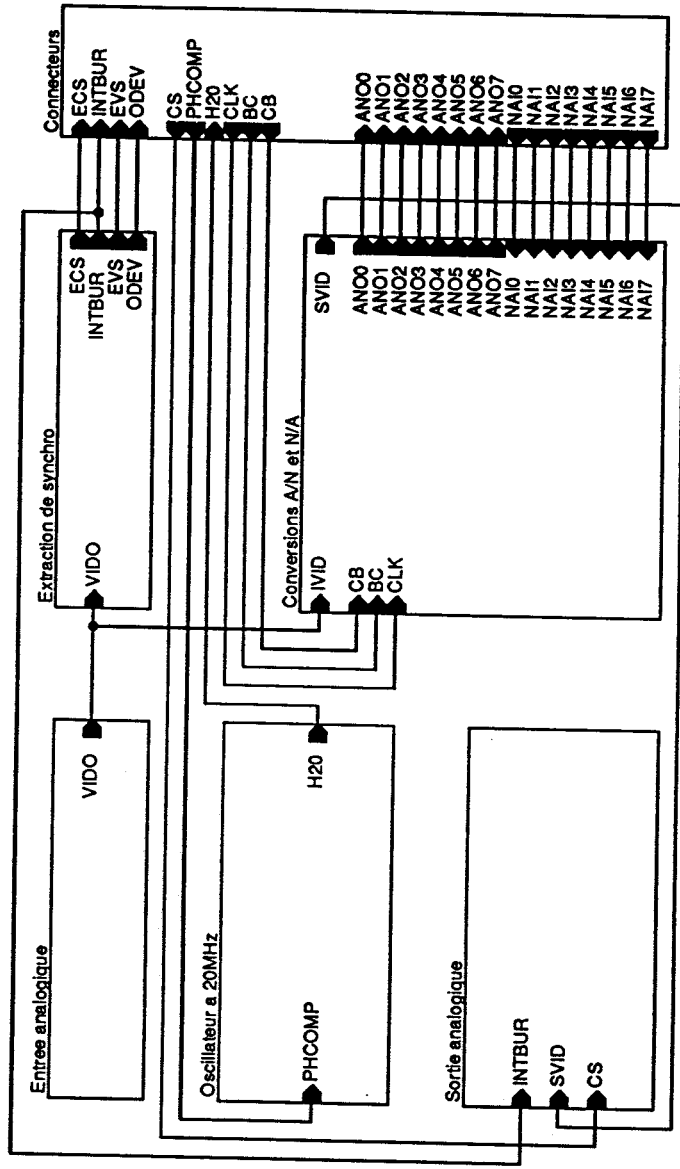 Entree analogique
VIDO
Extraction de synchro
VIDO
ECS
INTBUR
EVS
ODEV
Connecteurs
ECS
INTBUR
EVS
ODEV
CS
PHCOMP
H20
CLK
BC
CB
ANO0
ANO1
ANO2
ANO3
ANO4
ANO5
ANO6
ANO7
NAI0
NAI1
NAI2
NAI3
NAI4
NAI5
NAI6
NAI7
Oscillateur a 20MHz
PHCOMP
H20
Conversions A/N et N/A
IVID
CB
BC
CLK
SVID
ANO0
ANO1
ANO2
ANO3
ANO4
ANO5
ANO6
ANO7
NAI0
NAI1
NAI2
NAI3
NAI4
NAI5
NAI6
NAI7
Sortie analogique
INTBUR
SVID
CS